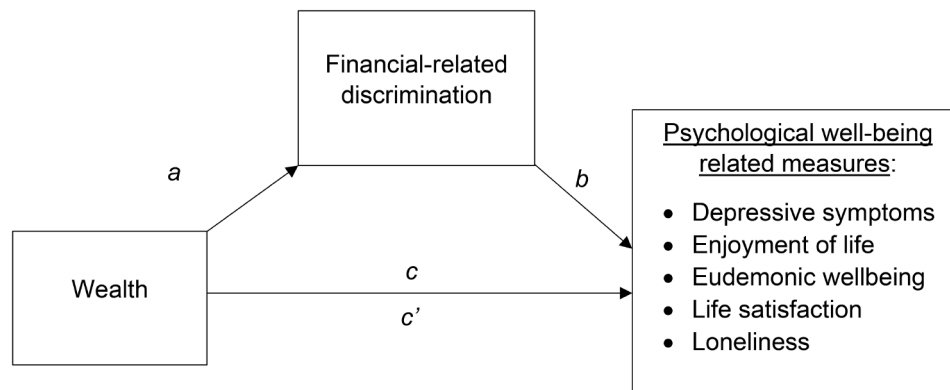 Financial-related
discrimination
Psychological well-being
related measures:
• Depressive symptoms
• Enjoyment of life
• Eudemonic wellbeing
• Life satisfaction
• Loneliness
a
b
Wealth
c
c’